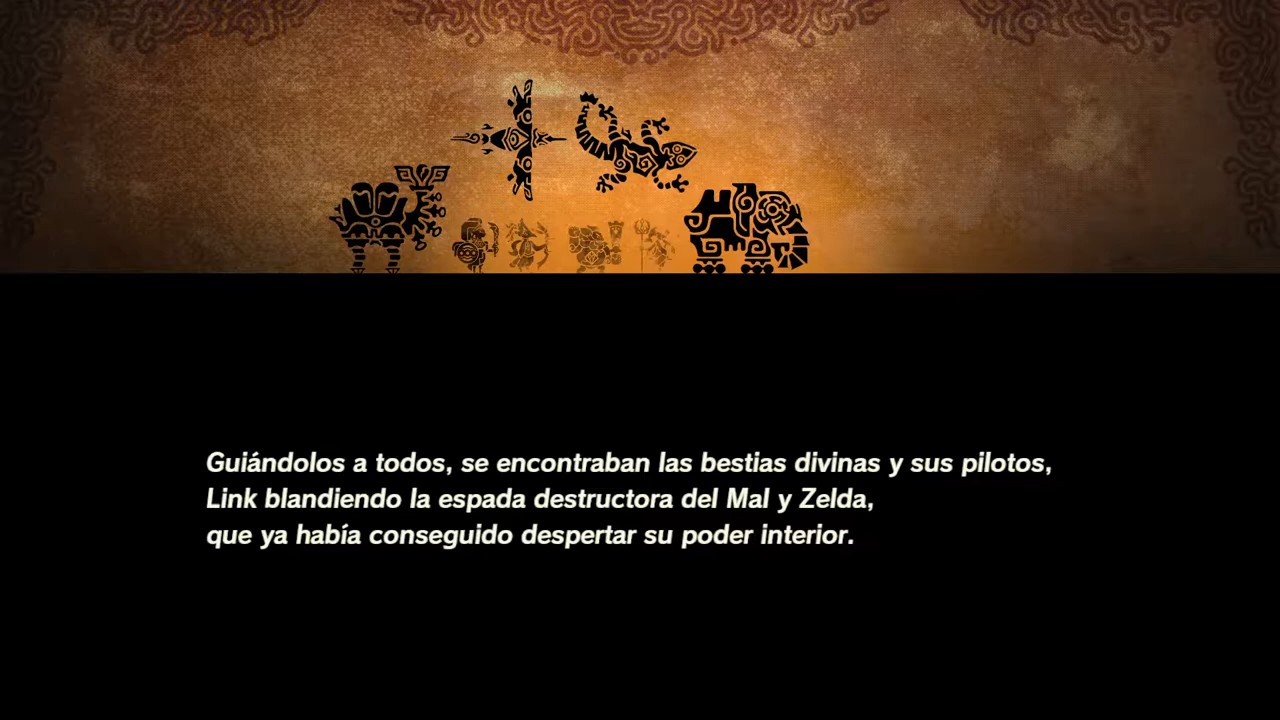 Guiándolos a todos, se encontraban las bestias divinas y sus pilotos,
Link blandiendo la espada destructora del Mal y Zelda,
que ya había conseguido despertar su poder interior.